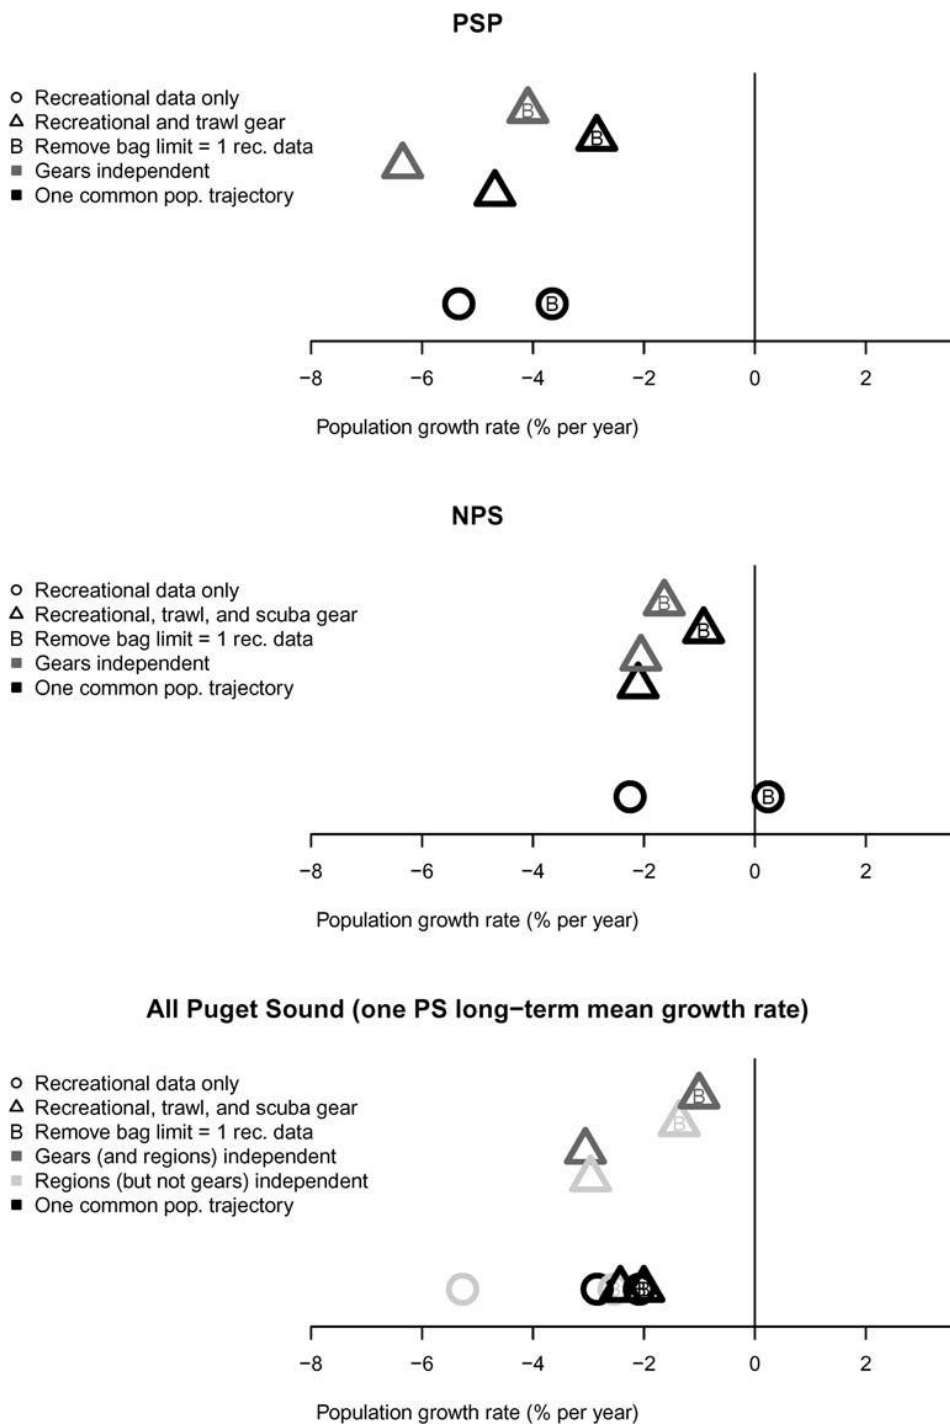 PSP
Recreational data only
Recreational and trawl gear
B Remove bag limit = 1 rec. data
Gears independent
One common pop. trajectory
B
B
B
−8 −6 −4 −2 0 2
Population growth rate (% per year)
NPS
Recreational data only
Recreational, trawl, and scuba gear
B Remove bag limit = 1 rec. data
Gears independent
One common pop. trajectory
B
B
B
−8 −6 −4 −2 0 2
Population growth rate (% per year)
All Puget Sound (one PS long−term mean growth rate)
Recreational data only
Recreational, trawl, and scuba gear
B Remove bag limit = 1 rec. data
Gears (and regions) independent
Regions (but not gears) independent
One common pop. trajectory
B
B
−8 −6 −4 −2 0 2
Population growth rate (% per year)